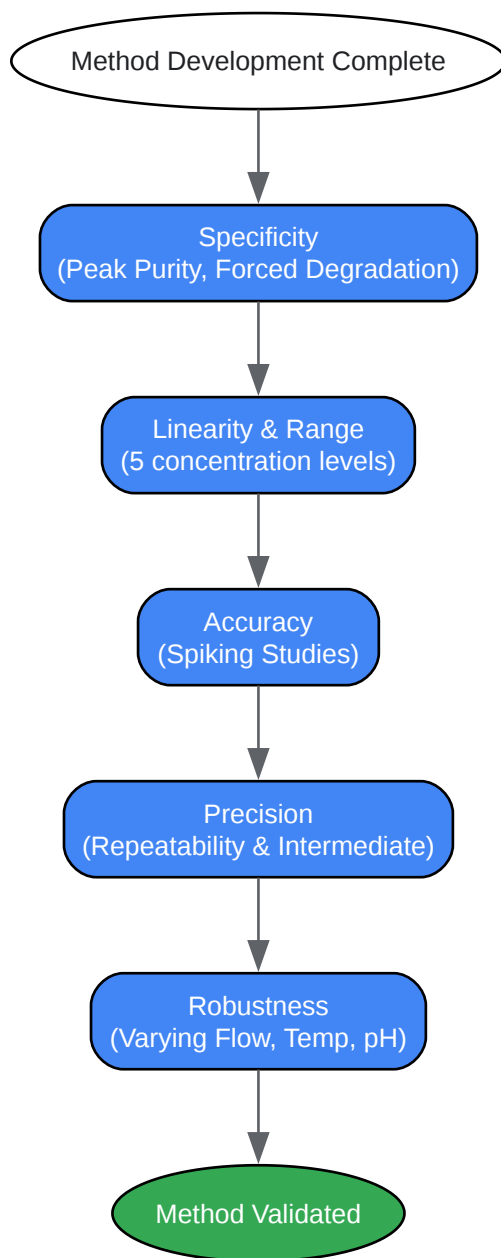 Method Development Complete
Specificity
(Peak Purity, Forced Degradation)
Linearity & Range
(5 concentration levels)
Accuracy
(Spiking Studies)
Precision
(Repeatability & Intermediate)
Robustness
(Varying Flow, Temp, pH)
Method Validated